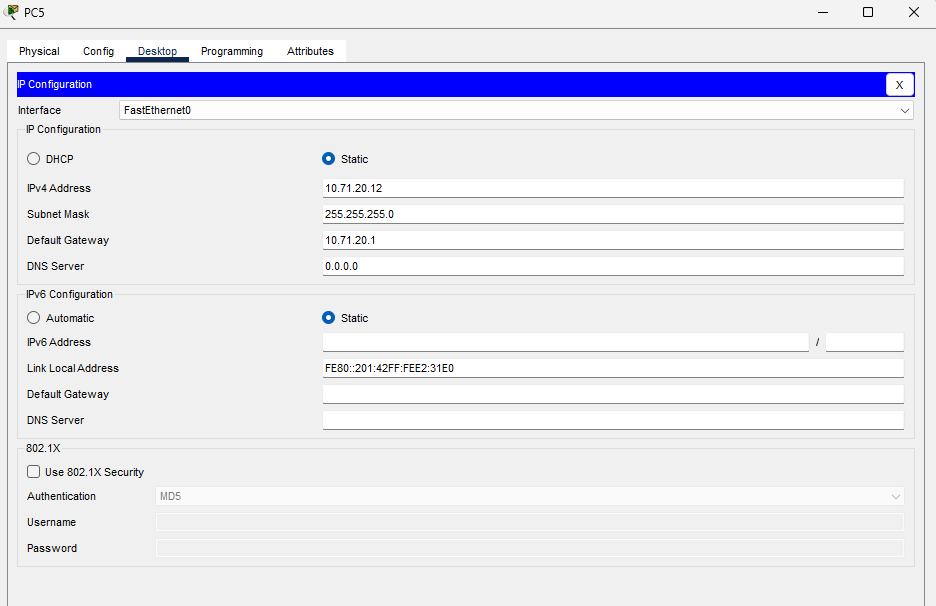 PC5
Physical Config Desktop Programming Attributes
IP Configuration X
Interface FastEthernet0
IP Configuration
DHCP Static
IPv4 Address 10.71.20.12
Subnet Mask 255.255.255.0
Default Gateway 10.71.20.1
DNS Server 0.0.0.0
IPv6 Configuration
Automatic Static
IPv6 Address /
Link Local Address FE80::201:42FF:FEE2:31E0
Default Gateway
DNS Server
802.1X
Use 802.1X Security
Authentication MD5
Username
Password